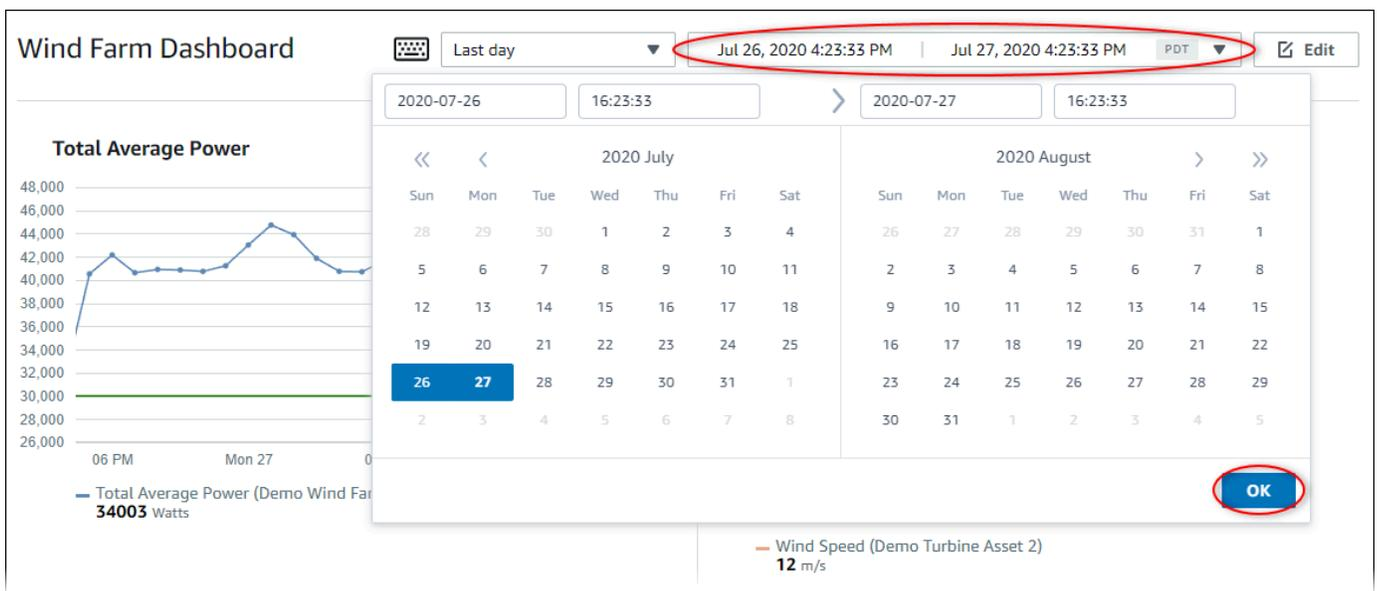 Wind Farm Dashboard
Last day
Jul 26, 2020 4:23:33 PM | Jul 27, 2020 4:23:33 PM PDT
Edit
2020-07-26 16:23:33 2020-07-27 16:23:33
Total Average Power
48,000
46,000
44,000
42,000
40,000
38,000
36,000
34,000
32,000
30,000
28,000
26,000
06 PM Mon 27 0
Total Average Power (Demo Wind Far
34003 Watts
2020 July
Sun Mon Tue Wed Thu Fri Sat
28 29 30 1 2 3 4
5 6 7 8 9 10 11
12 13 14 15 16 17 18
19 20 21 22 23 24 25
26 27 28 29 30 31 1
2 3 4 5 6 7 8
2020 August
Sun Mon Tue Wed Thu Fri Sat
26 27 28 29 30 31 1
2 3 4 5 6 7 8
9 10 11 12 13 14 15
16 17 18 19 20 21 22
23 24 25 26 27 28 29
30 31 1 2 3 4 5
OK
Wind Speed (Demo Turbine Asset 2)
12 m/s